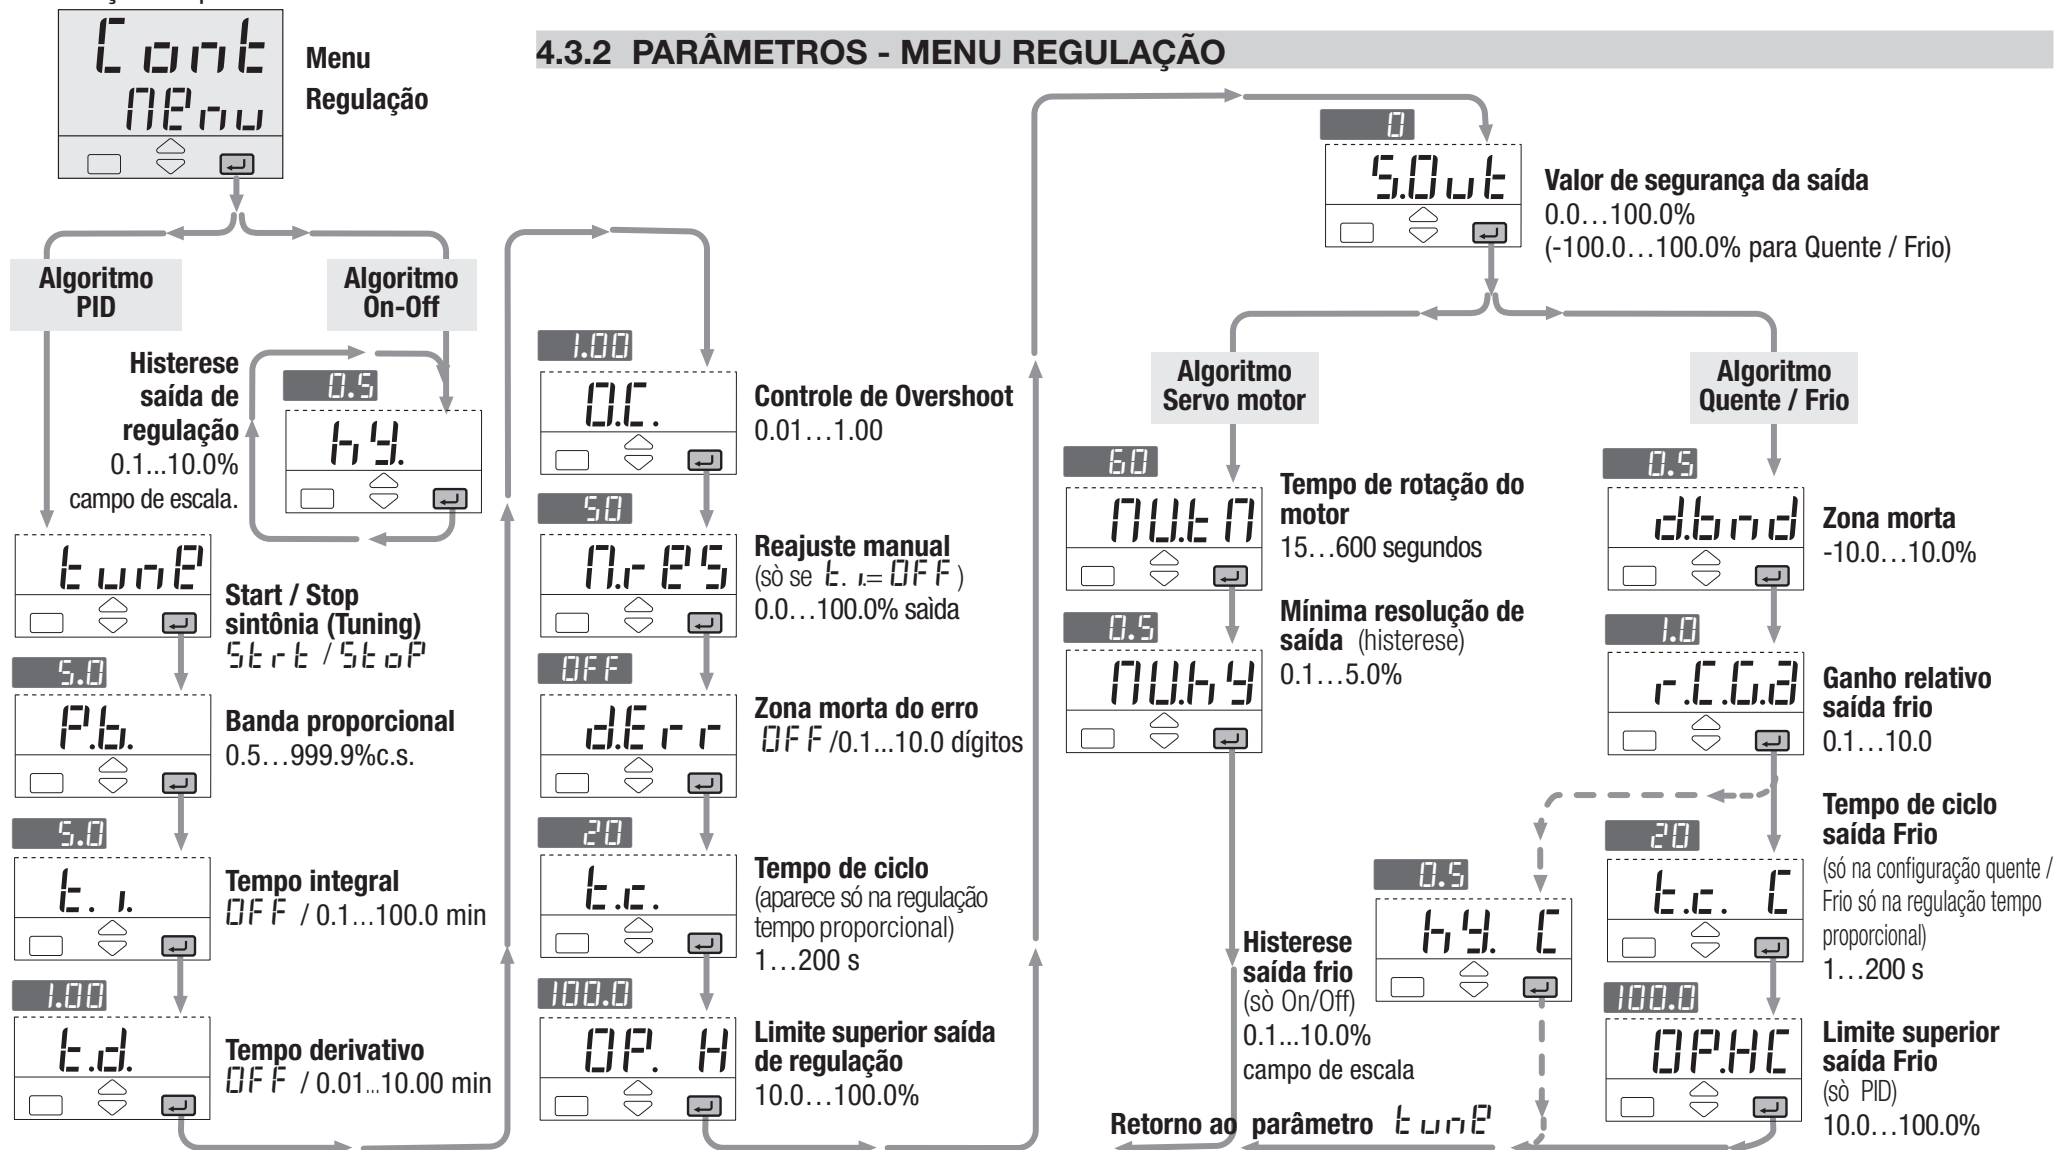 Cont
MEnu
Menu
Regulação
4.3.2 PARÂMETROS - MENU REGULAÇÃO
Algoritmo
PID
Algoritmo
On-Off
Histerese
saída de
regulação
0.1...10.0%
campo de escala.
0.5
hy.
tunE
Start / Stop
sintônia (Tuning)
Strt / StoP
5.0
P.b.
Banda proporcional
0.5…999.9%c.s.
5.0
t. i.
Tempo integral
OFF / 0.1...100.0 min
1.00
t.d.
Tempo derivativo
OFF / 0.01...10.00 min
1.00
O.C.
Controle de Overshoot
0.01…1.00
50
M.rES
Reajuste manual
(sò se t. i.= OFF)
0.0…100.0% saìda
OFF
d.Err
Zona morta do erro
OFF/0.1...10.0 dígitos
20
t.c.
Tempo de ciclo
(aparece só na regulação
tempo proporcional)
1…200 s
100.0
OP. H
Limite superior saída
de regulação
10.0…100.0%
0
S.Out
Valor de segurança da saída
0.0…100.0%
(-100.0…100.0% para Quente / Frio)
Algoritmo
Servo motor
60
MV.tM
Tempo de rotação do
motor
15…600 segundos
0.5
MV.hy
Mínima resolução de
saída (histerese)
0.1…5.0%
Algoritmo
Quente / Frio
0.5
d.bnd
Zona morta
-10.0…10.0%
1.0
r.C.G.a
Ganho relativo
saída frio
0.1…10.0
20
t.c. C
Tempo de ciclo
saída Frio
(só na configuração quente /
Frio só na regulação tempo
proporcional)
1…200 s
0.5
hy. C
Histerese
saída frio
(sò On/Off)
0.1...10.0%
campo de escala
100.0
OP.HC
Limite superior
saída Frio
(sò PID)
10.0…100.0%
Retorno ao parâmetro tunE